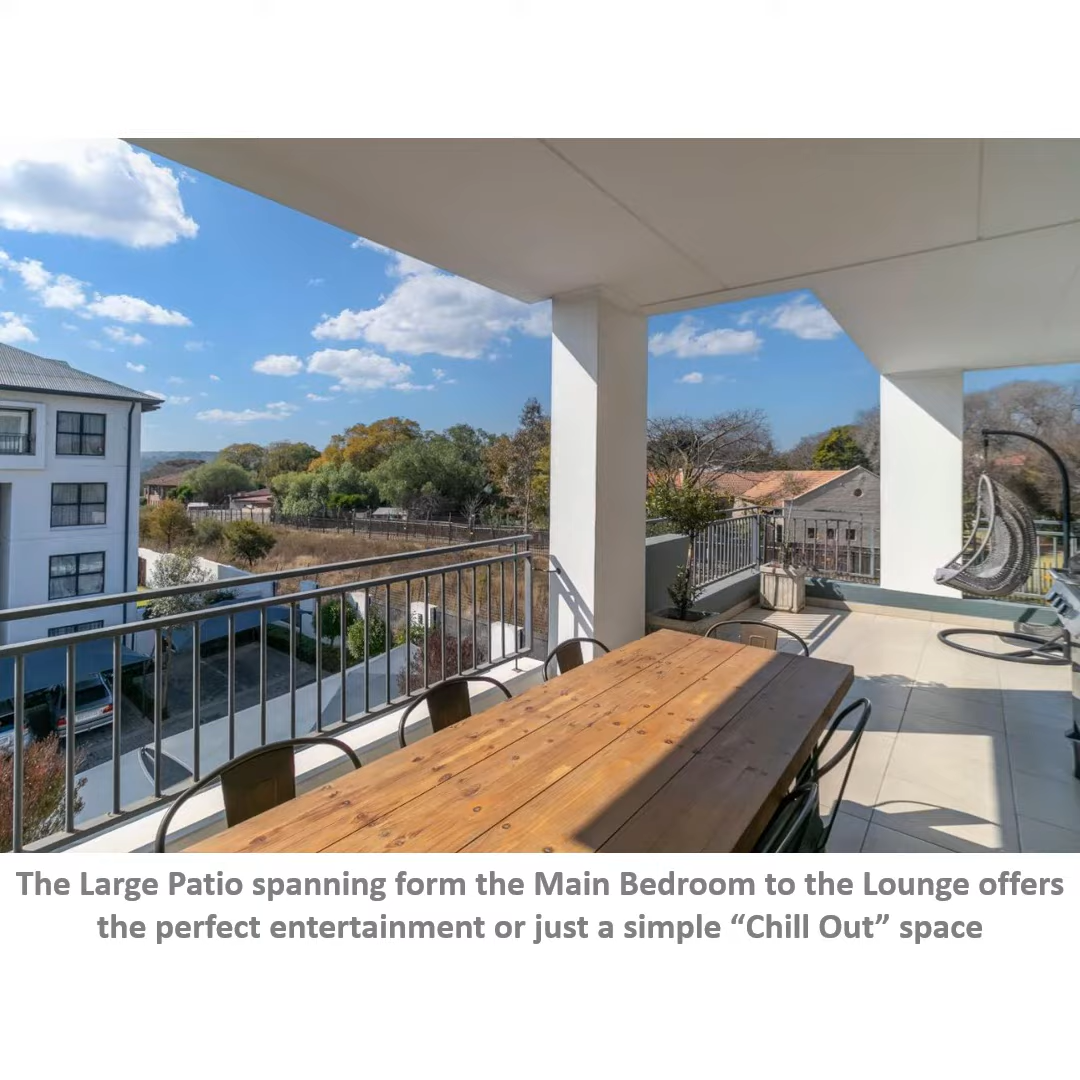 The Large Patio spanning form the Main Bedroom to the Lounge offers
the perfect entertainment or just a simple “Chill Out” space